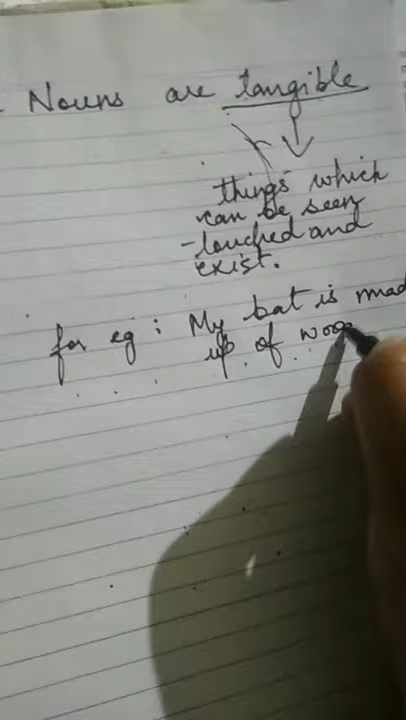 Nouns are tangible
things which
can be seen
-touched and
exist.
for eg : My bat is mad
up of woo